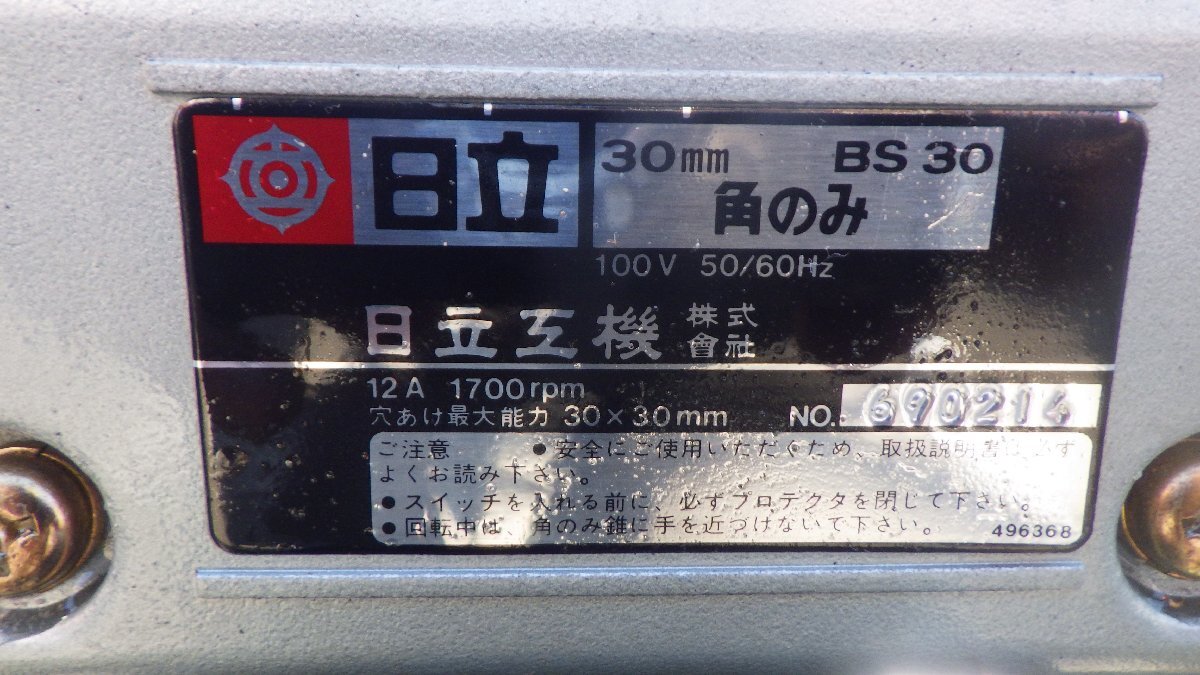 日立
30mm BS 30
角のみ
100V 50/60Hz
日立工機 株式會社
12A 1700rpm
穴あけ最大能力 30×30mm NO. 690214
ご注意 ●安全にご使用いただくため、取扱説明書は必ず
よくお読み下さい。
●スイッチを入れる前に、必ずプロテクタを閉じて下さい。
●回転中は、角のみ錐に手を近づけないで下さい。
496368